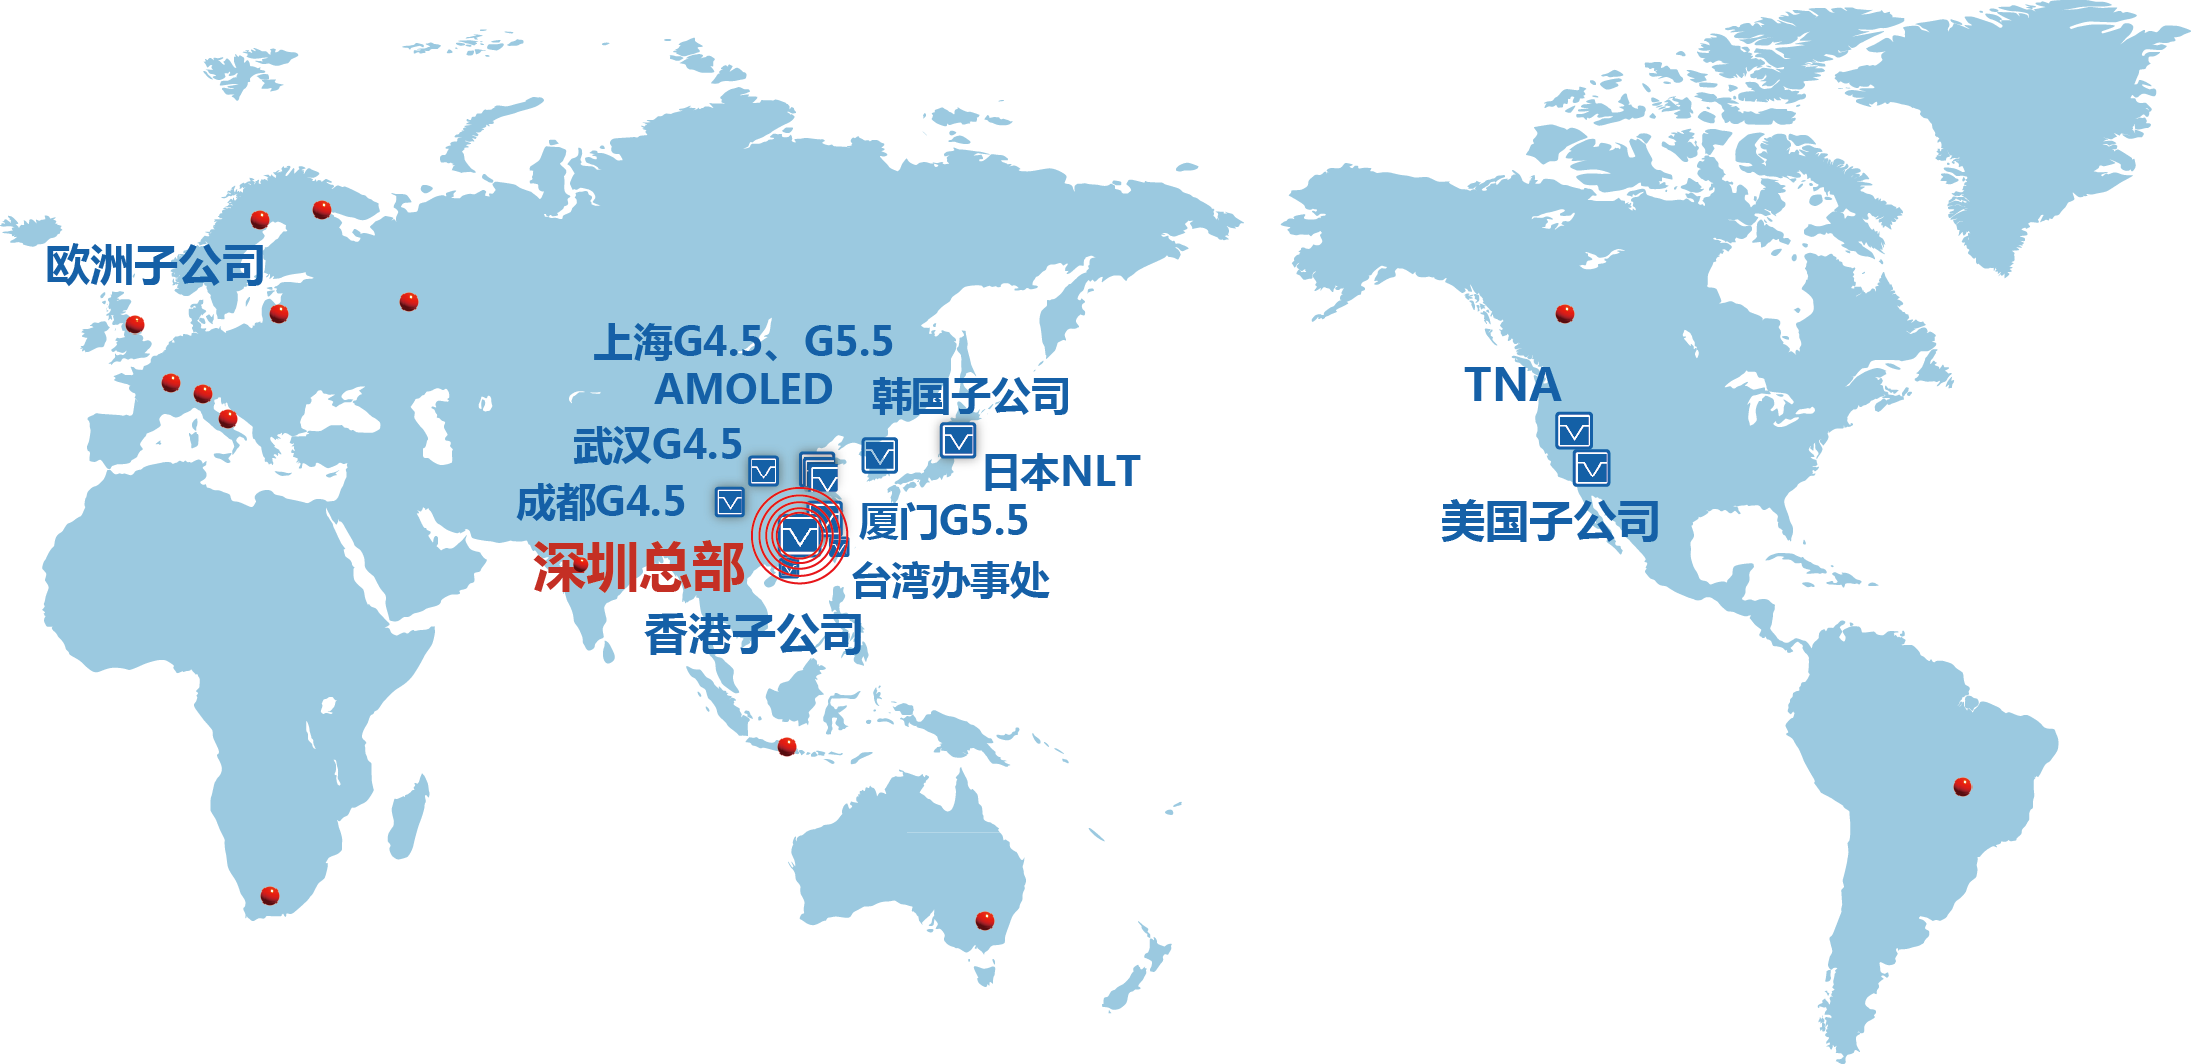 欧洲子公司
上海G4.5、G5.5
AMOLED
韩国子公司
TNA
武汉G4.5
日本NLT
成都G4.5
厦门G5.5
美国子公司
深圳总部
台湾办事处
香港子公司